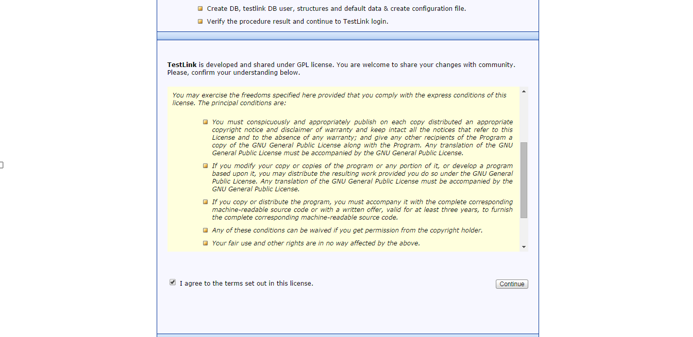 Create DB, testlink DB user, structures and default data & create configuration file.
Verify the procedure result and continue to TestLink login.
TestLink is developed and shared under GPL license. You are welcome to share your changes with community.
Please, confirm your understanding below.
You may exercise the freedoms specified here provided that you comply with the express conditions of this
license. The principal conditions are:
You must conspicuously and appropriately publish on each copy distributed an appropriate
copyright notice and disclaimer of warranty and keep intact all the notices that refer to this
License and to the absence of any warranty; and give any other recipients of the Program a
copy of the GNU General Public License along with the Program. Any translation of the GNU
General Public License must be accompanied by the GNU General Public License.
If you modify your copy or copies of the program or any portion of it, or develop a program
based upon it, you may distribute the resulting work provided you do so under the GNU General
Public License. Any translation of the GNU General Public License must be accompanied by the
GNU General Public License.
If you copy or distribute the program, you must accompany it with the complete corresponding
machine-readable source code or with a written offer, valid for at least three years, to furnish
the complete corresponding machine-readable source code.
Any of these conditions can be waived if you get permission from the copyright holder.
Your fair use and other rights are in no way affected by the above.
I agree to the terms set out in this license.
Continue